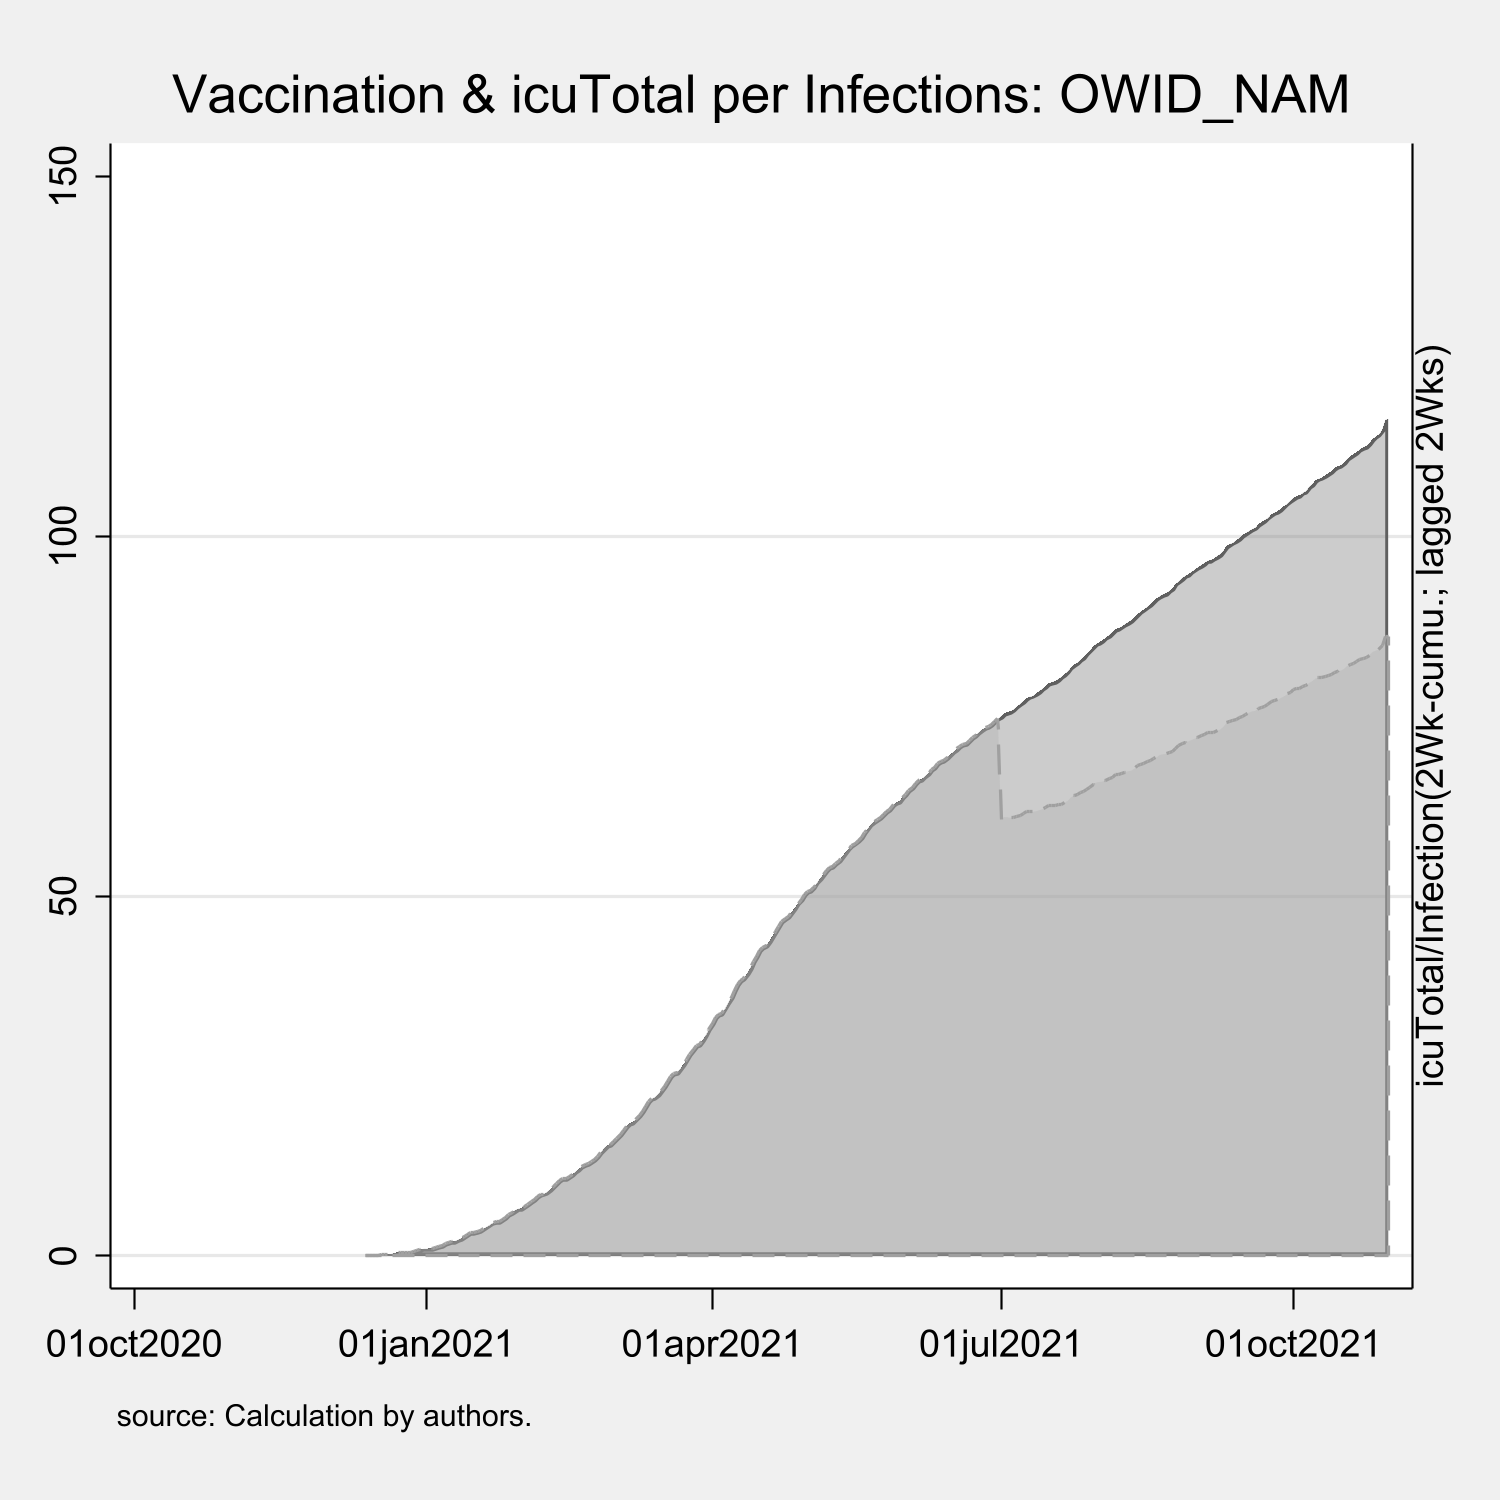 Vaccination & icuTotal per Infections: OWID_NAM
150
100
50
0
icuTotal/Infection(2Wk-cumu.; lagged 2Wks)
01oct2020 01jan2021 01apr2021 01jul2021 01oct2021
source: Calculation by authors.